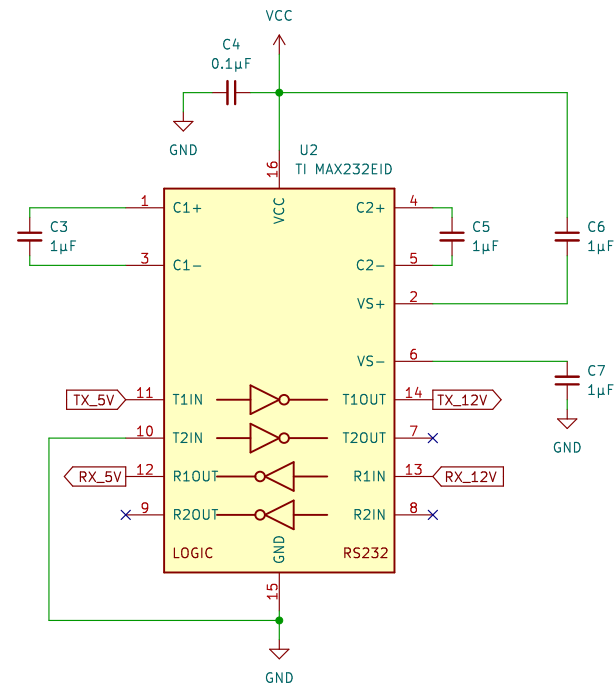 VCC
C4
0.1µF
GND
U2
TI MAX232EID
16
VCC
1
C1+
C2+
4
C3
1µF
C5
1µF
C6
1µF
3
C1-
C2-
5
VS+
2
VS-
6
C7
1µF
GND
TX_5V
11
T1IN
T1OUT
14
TX_12V
10
T2IN
T2OUT
7
RX_5V
12
R1OUT
R1IN
13
RX_12V
9
R2OUT
R2IN
8
LOGIC
GND
RS232
15
GND